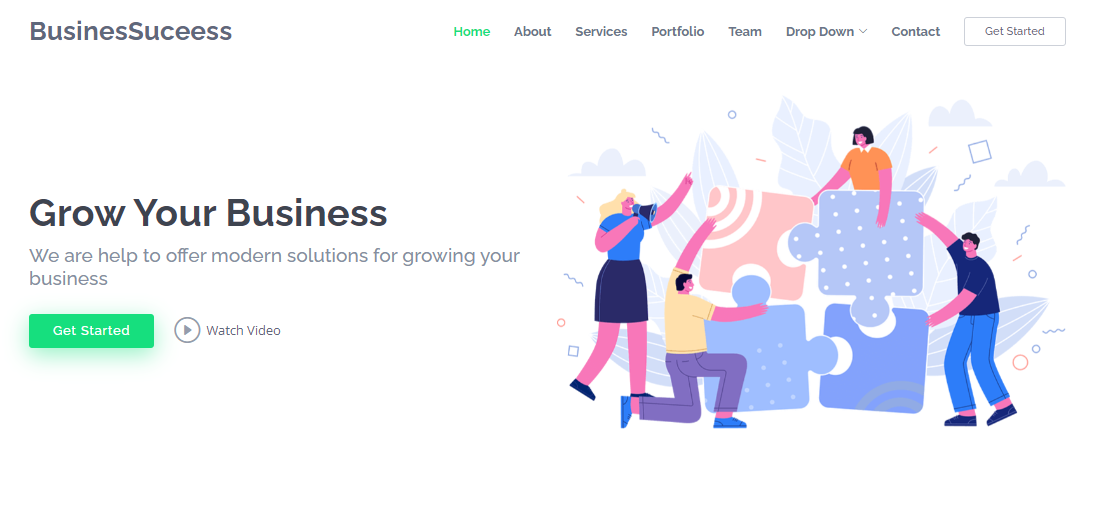 BusinesSuceess
Home About Services Portfolio Team Drop Down Contact Get Started
Grow Your Business
We are help to offer modern solutions for growing your
business
Get Started Watch Video